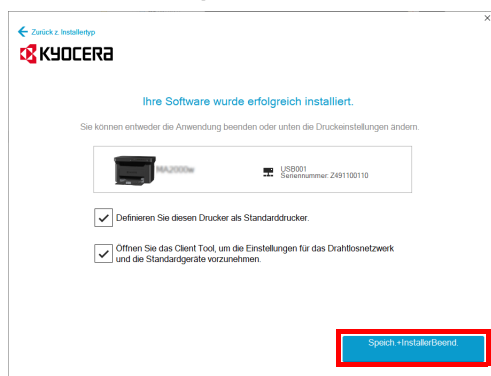 Zurück z. Installertyp
KYOCERA
Ihre Software wurde erfolgreich installiert.
Sie können entweder die Anwendung beenden oder unten die Druckenstellungen ändern.
MA2000w
USB001
Seriennummer: Z491100110
Definieren Sie diesen Drucker als Standarddrucker.
Öffnen Sie das Client Tool, um die Einstellungen für das Drahtlosnetzwerk
und die Standardgeräte vorzunehmen.
Speich.+InstallerBeend.